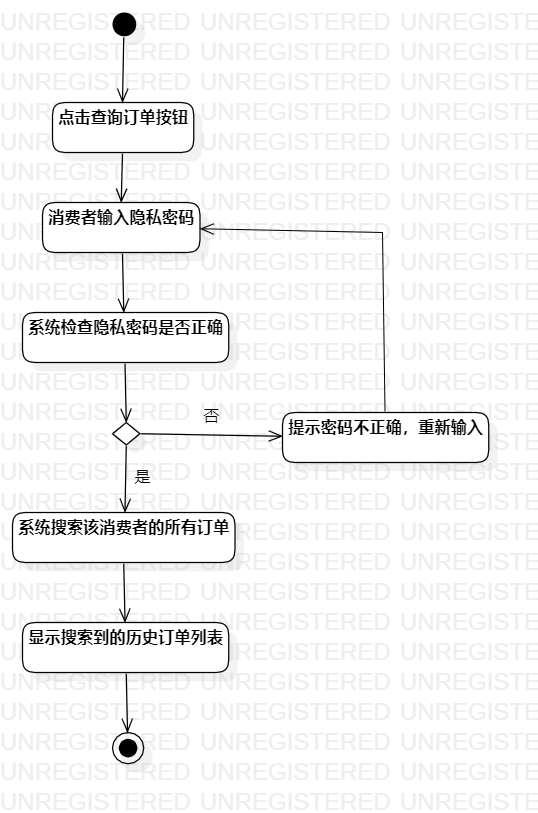 点击查询订单按钮
消费者输入隐私密码
系统检查隐私密码是否正确
否
提示密码不正确，重新输入
是
系统搜索该消费者的所有订单
显示搜索到的历史订单列表
UNREGISTERED